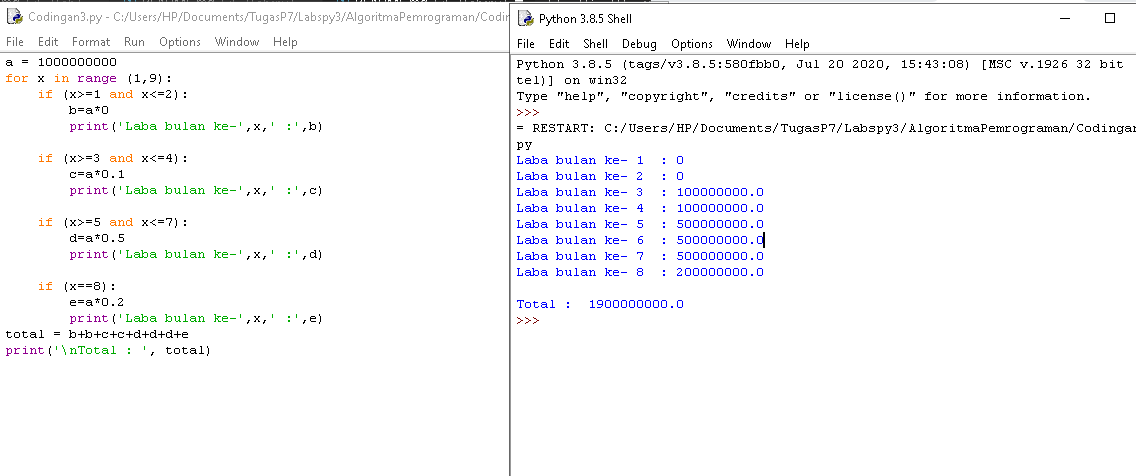 Codingan3.py - C:/Users/HP/Documents/TugasP7/Labspy3/AlgoritmaPemrograman/Codin
File Edit Format Run Options Window Help
a = 1000000000
for x in range (1,9):
    if (x>=1 and x<=2):
        b=a*0
        print('Laba bulan ke-',x,' :',b)
    if (x>=3 and x<=4):
        c=a*0.1
        print('Laba bulan ke-',x,' :',c)
    if (x>=5 and x<=7):
        d=a*0.5
        print('Laba bulan ke-',x,' :',d)
    if (x==8):
        e=a*0.2
        print('Laba bulan ke-',x,' :',e)
total = b+b+c+c+d+d+d+e
print('\nTotal : ', total)
Python 3.8.5 Shell
File Edit Shell Debug Options Window Help
Python 3.8.5 (tags/v3.8.5:580fbb0, Jul 20 2020, 15:43:08) [MSC v.1926 32 bit
tel)] on win32
Type "help", "copyright", "credits" or "license()" for more information.
>>>
= RESTART: C:/Users/HP/Documents/TugasP7/Labspy3/AlgoritmaPemrograman/Codingan
py
Laba bulan ke- 1  : 0
Laba bulan ke- 2  : 0
Laba bulan ke- 3  : 100000000.0
Laba bulan ke- 4  : 100000000.0
Laba bulan ke- 5  : 500000000.0
Laba bulan ke- 6  : 500000000.0
Laba bulan ke- 7  : 500000000.0
Laba bulan ke- 8  : 200000000.0
Total :  1900000000.0
>>>